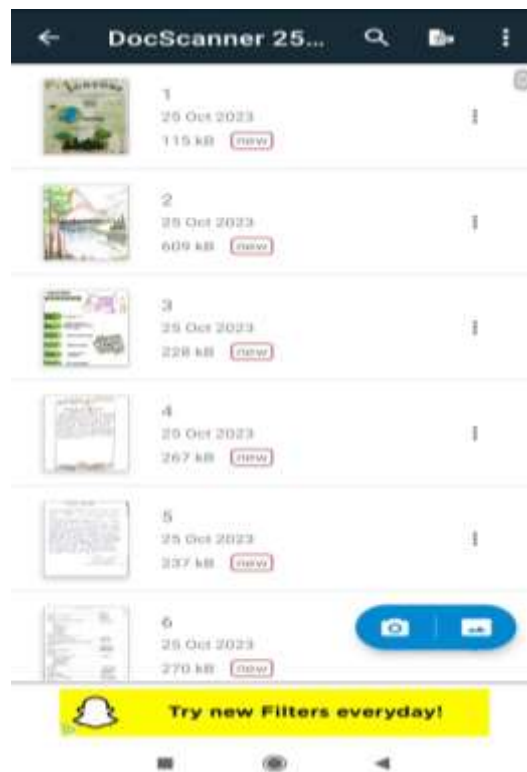 DocScanner 25...
1
25 Oct 2023
115 kB new
2
25 Oct 2023
609 kB new
3
25 Oct 2023
228 kB new
4
25 Oct 2023
267 kB new
5
25 Oct 2023
237 kB new
6
25 Oct 2023
270 kB new
Try new Filters everyday!